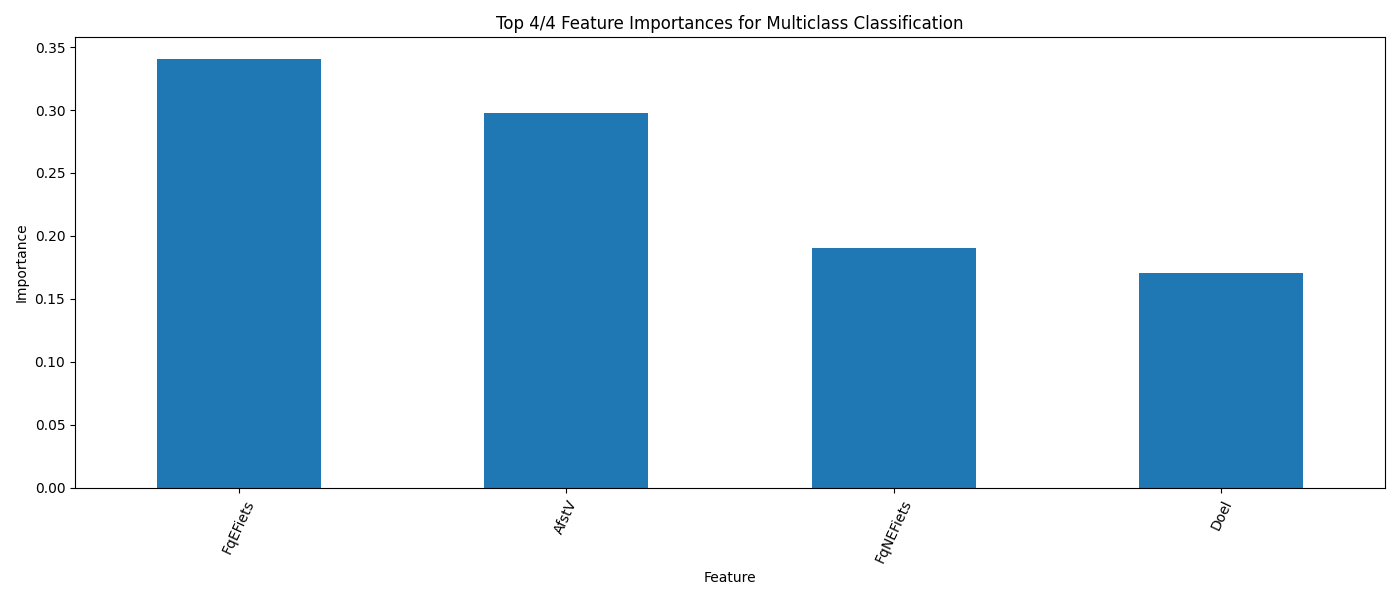 Top 4/4 Feature Importances for Multiclass Classification
Importance
0.35
0.30
0.25
0.20
0.15
0.10
0.05
0.00
FqEFiets
AfstV
FqNEFiets
Doel
Feature